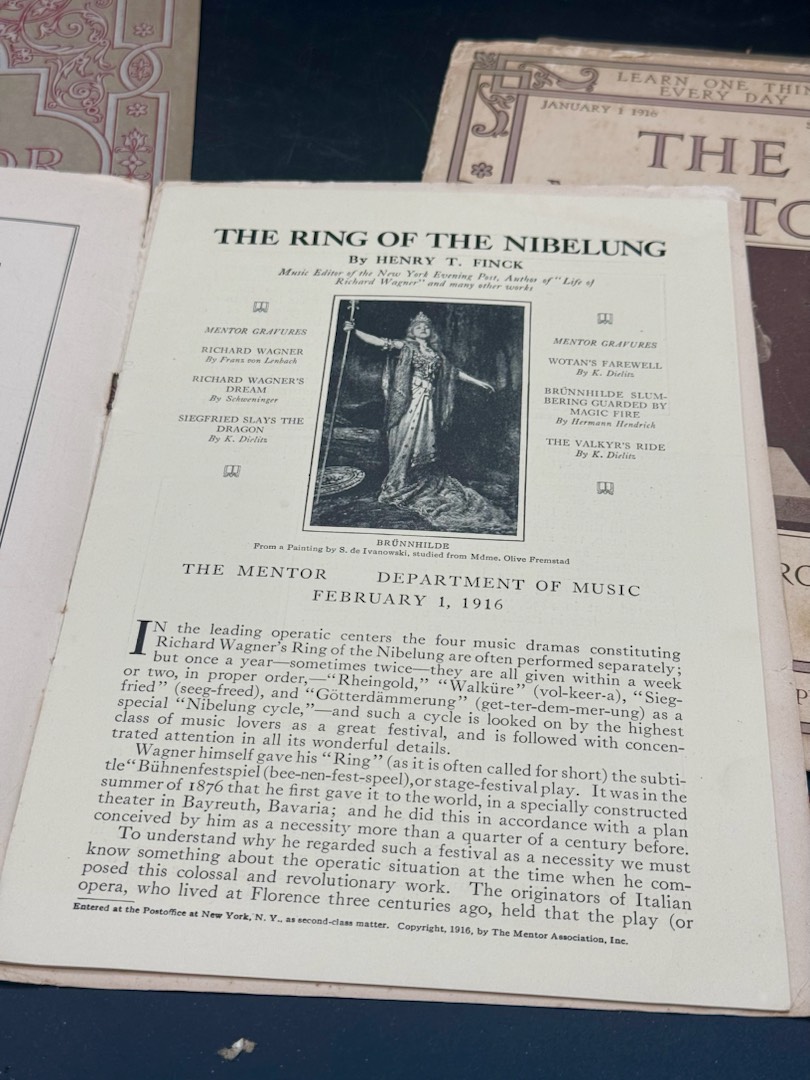 OR
LEARN ONE THIN
EVERY DAY
JANUARY 1 1916
THE
TO
THE RING OF THE NIBELUNG
By HENRY T. FINCK
Music Editor of the New York Evening Post, Author of "Life of
Richard Wagner" and many other works
MENTOR GRAVURES
RICHARD WAGNER
By Franz von Lenbach
RICHARD WAGNER'S
DREAM
By Schweninger
SIEGFRIED SLAYS THE
DRAGON
By K. Dielitz
MENTOR GRAVURES
WOTAN'S FAREWELL
By K. Dielitz
BRÜNNHILDE SLUM-
BERING GUARDED BY
MAGIC FIRE
By Hermann Hendrich
THE VALKYR'S RIDE
By K. Dielitz
BRÜNNHILDE
From a Painting by S. de Ivanowski, studied from Mdme. Olive Fremstad
THE MENTOR DEPARTMENT OF MUSIC
FEBRUARY 1, 1916
IN the leading operatic centers the four music dramas constituting
Richard Wagner's Ring of the Nibelung are often performed separately;
but once a year—sometimes twice—they are all given within a week
or two, in proper order,—"Rheingold," "Walküre" (vol-keer-a), "Sieg-
fried" (seeg-freed), and "Götterdämmerung" (get-ter-dem-mer-ung) as a
special "Nibelung cycle,"—and such a cycle is looked on by the highest
class of music lovers as a great festival, and is followed with concen-
trated attention in all its wonderful details.
Wagner himself gave his "Ring" (as it is often called for short) the subti-
tle "Bühnenfestspiel (bee-nen-fest-speel), or stage-festival play. It was in the
summer of 1876 that he first gave it to the world, in a specially constructed
theater in Bayreuth, Bavaria; and he did this in accordance with a plan
conceived by him as a necessity more than a quarter of a century before.
To understand why he regarded such a festival as a necessity we must
know something about the operatic situation at the time when he com-
posed this colossal and revolutionary work. The originators of Italian
opera, who lived at Florence three centuries ago, held that the play (or
Entered at the Postoffice at New York, N. Y., as second-class matter. Copyright, 1916, by The Mentor Association, Inc.